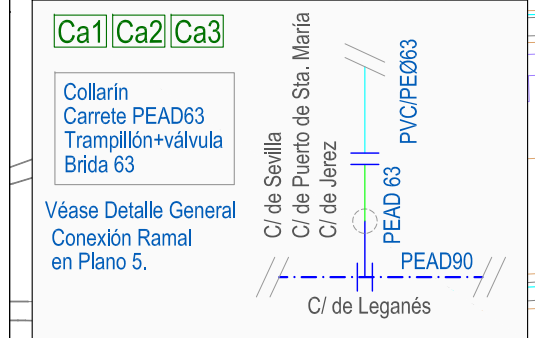 Ca1 Ca2 Ca3
Collarín
Carrete PEAD63
Trampillón+válvula
Brida 63
Véase Detalle General
Conexión Ramal
en Plano 5.
C/ de Sevilla
C/ de Puerto de Sta. María
C/ de Jerez
PVC/PEØ63
PEAD 63
PEAD90
C/ de Leganés